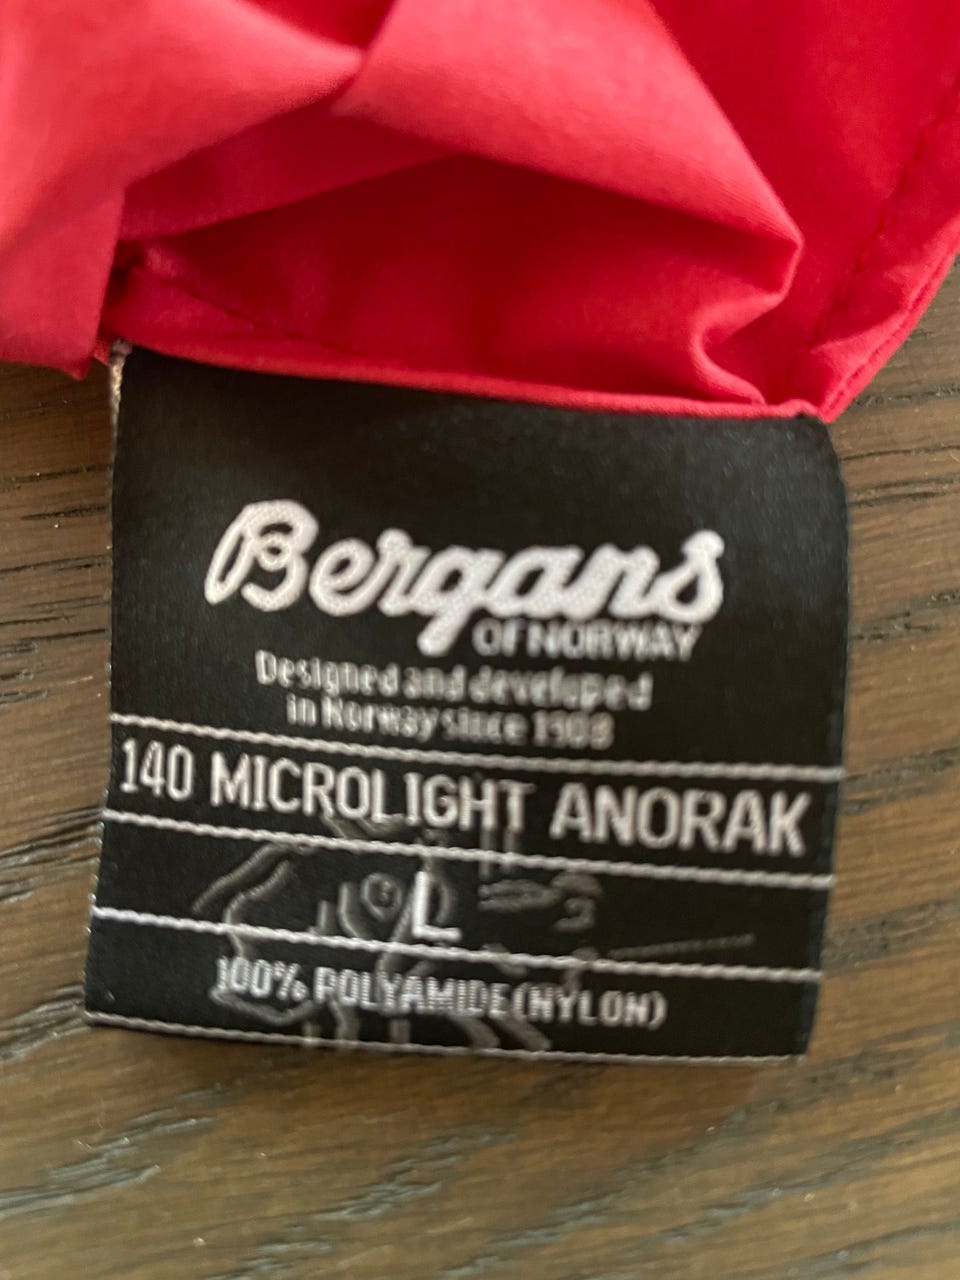 Bergans
OF NORWAY
Designed and developed
in Norway since 1908
140 MICROLIGHT ANORAK
L
100% POLYAMIDE (NYLON)